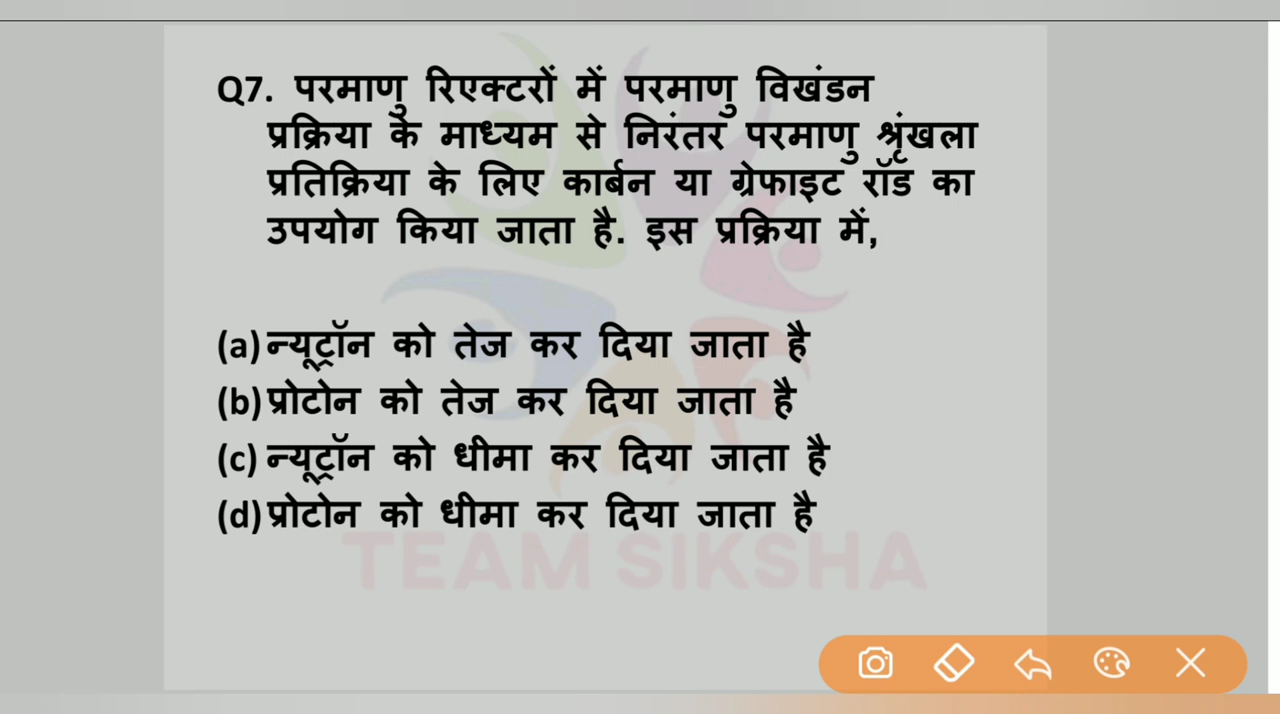 Q7. परमाणु रिएक्टरों में परमाणु विखंडन
प्रक्रिया के माध्यम से निरंतर परमाणु श्रृंखला
प्रतिक्रिया के लिए कार्बन या ग्रेफाइट रॉड का
उपयोग किया जाता है. इस प्रक्रिया में,
(a) न्यूट्रॉन को तेज कर दिया जाता है
(b) प्रोटोन को तेज कर दिया जाता है
(c) न्यूट्रॉन को धीमा कर दिया जाता है
(d) प्रोटोन को धीमा कर दिया जाता है
TEAM SIKSHA